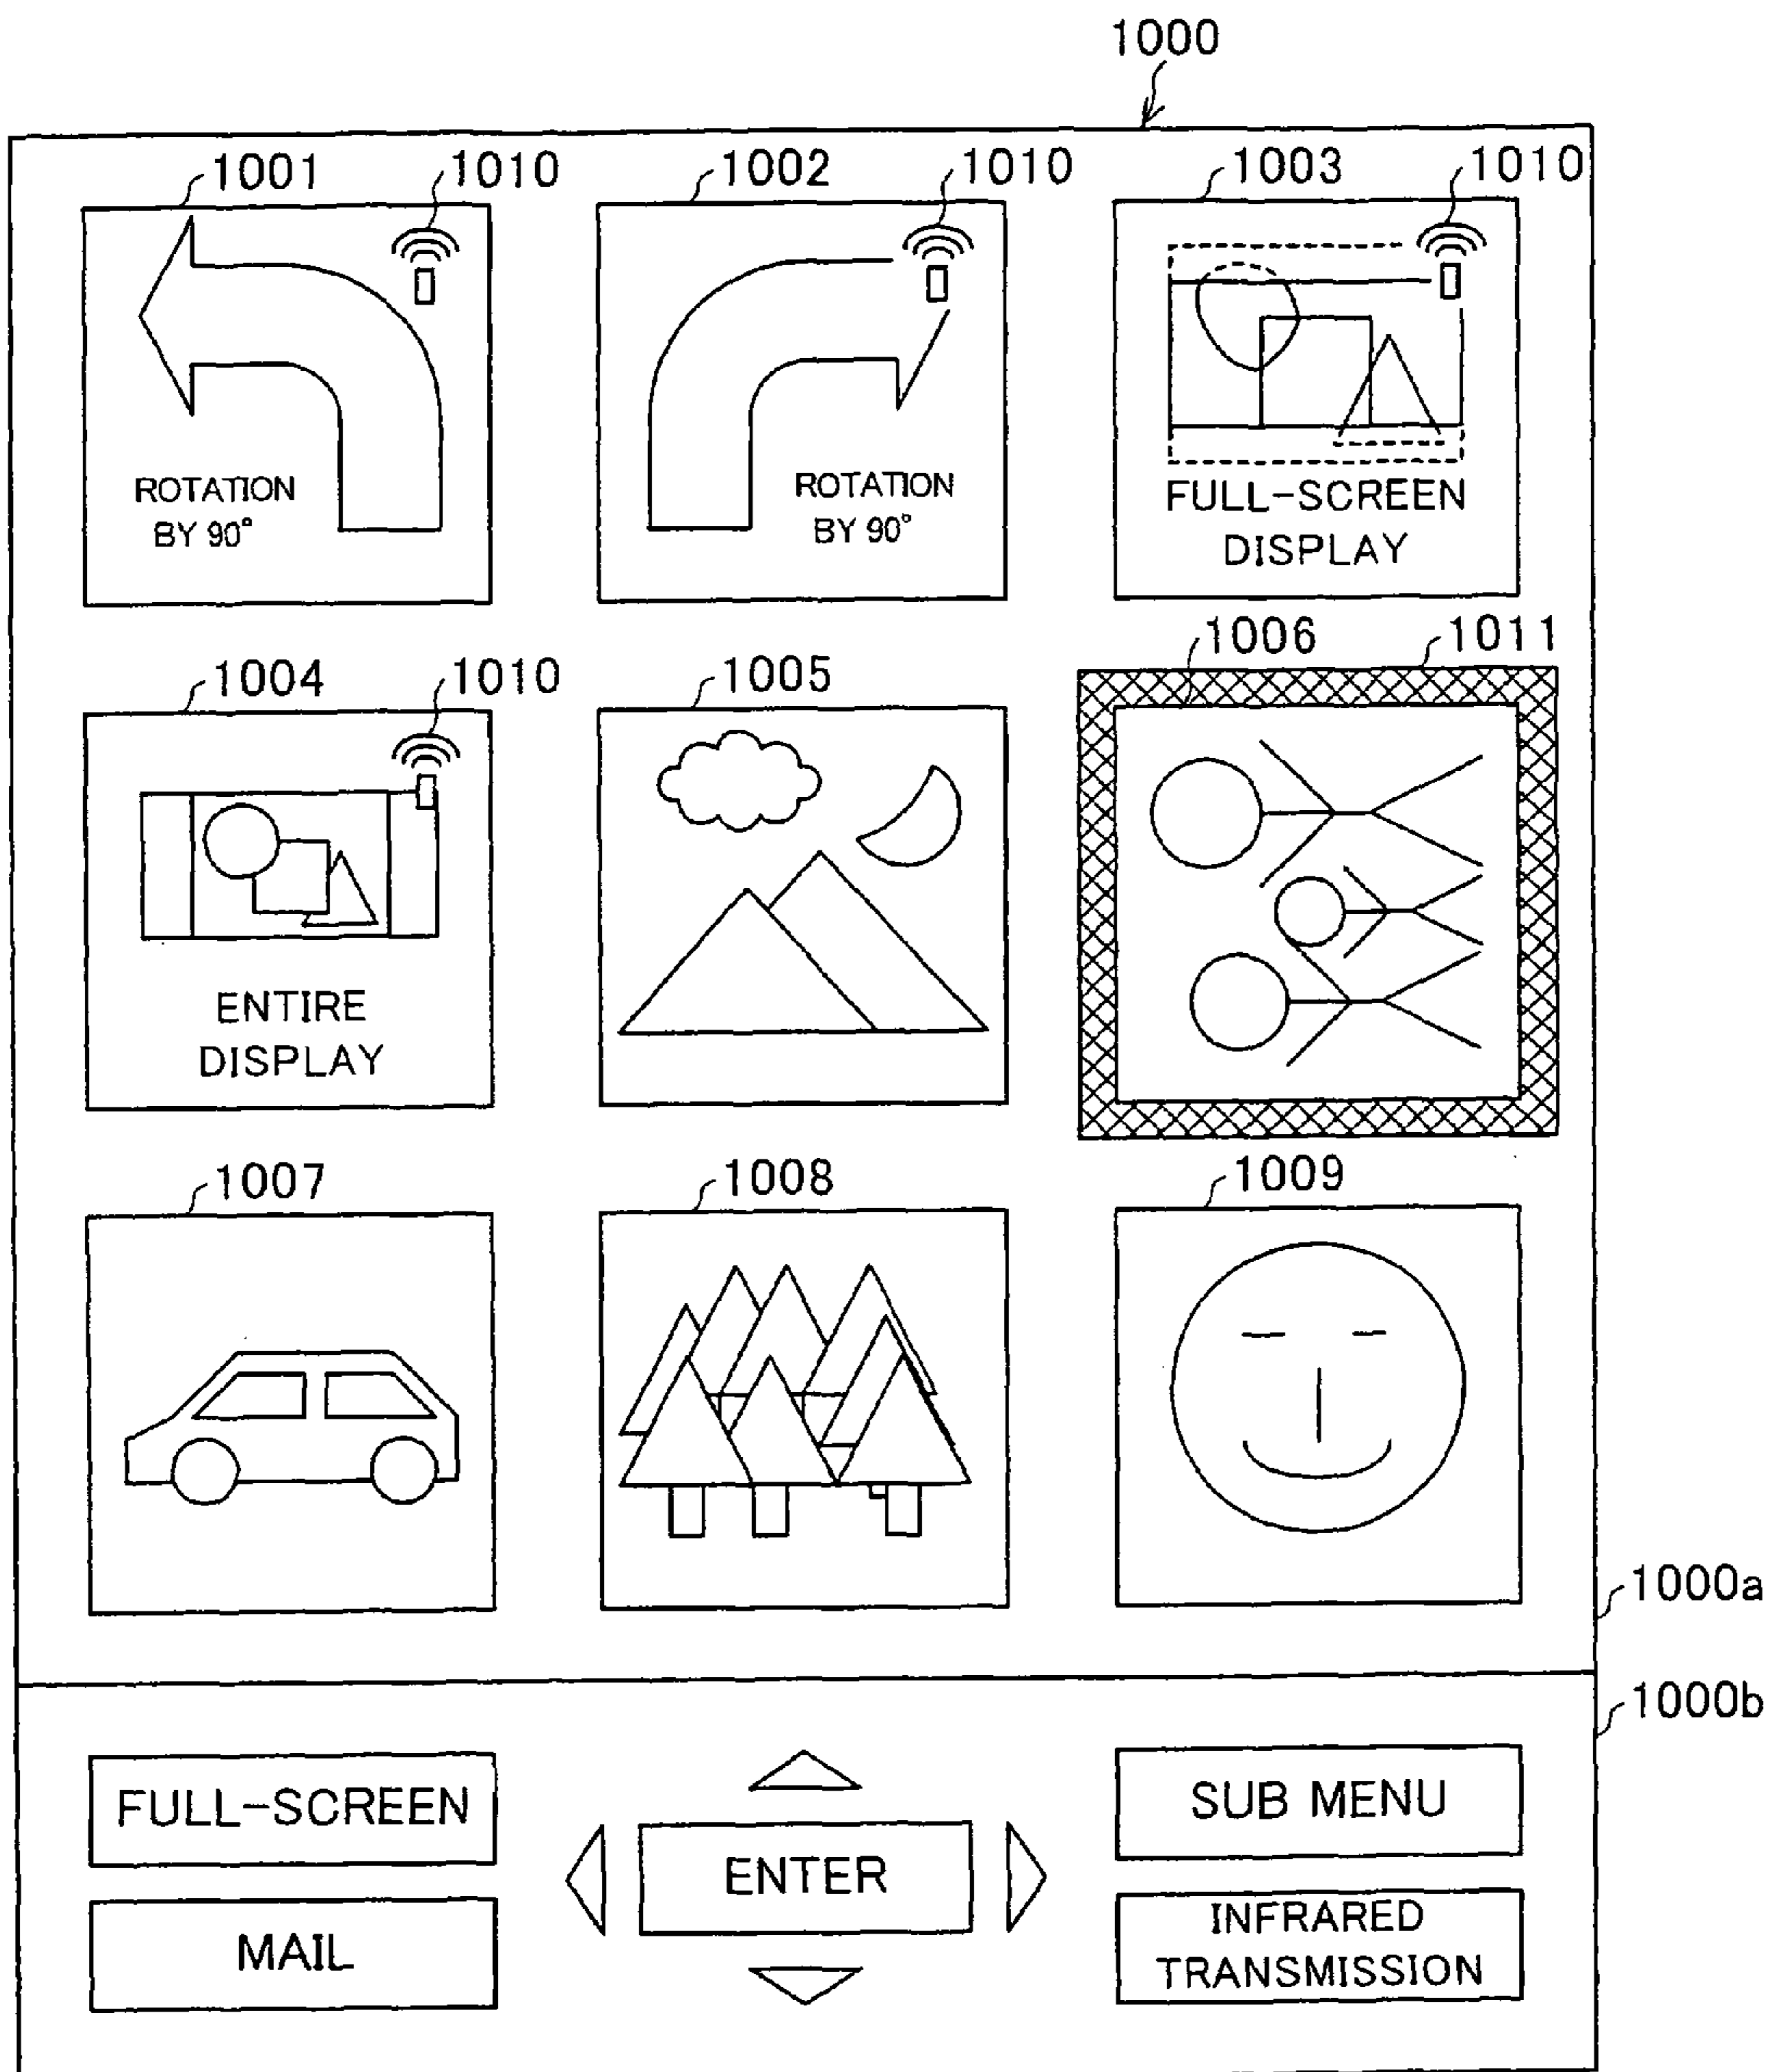 1000
1001 1010 1002 1010 1003 1010
ROTATION
BY 90°
ROTATION
BY 90°
FULL-SCREEN
DISPLAY
1004 1010 1005 1006 1011
ENTIRE
DISPLAY
1007 1008 1009
1000a
1000b
FULL-SCREEN
SUB MENU
ENTER
MAIL
INFRARED
TRANSMISSION